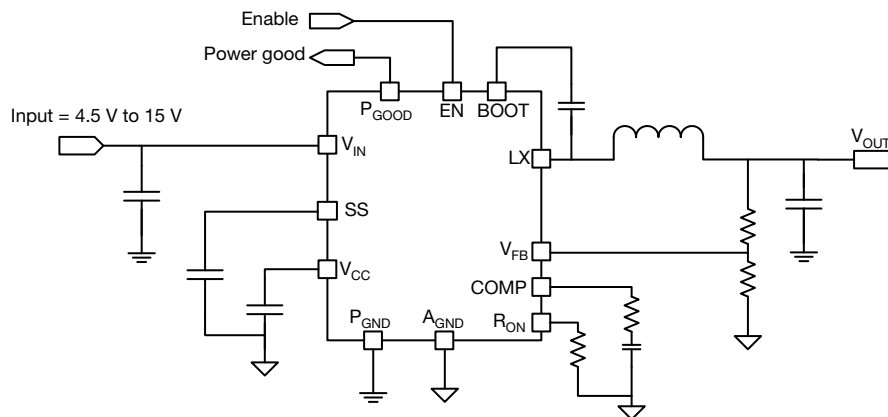 Enable
Power good
Input = 4.5 V to 15 V
PGOOD
EN
BOOT
VIN
LX
VOUT
SS
VFB
VCC
COMP
PGND
AGND
RON